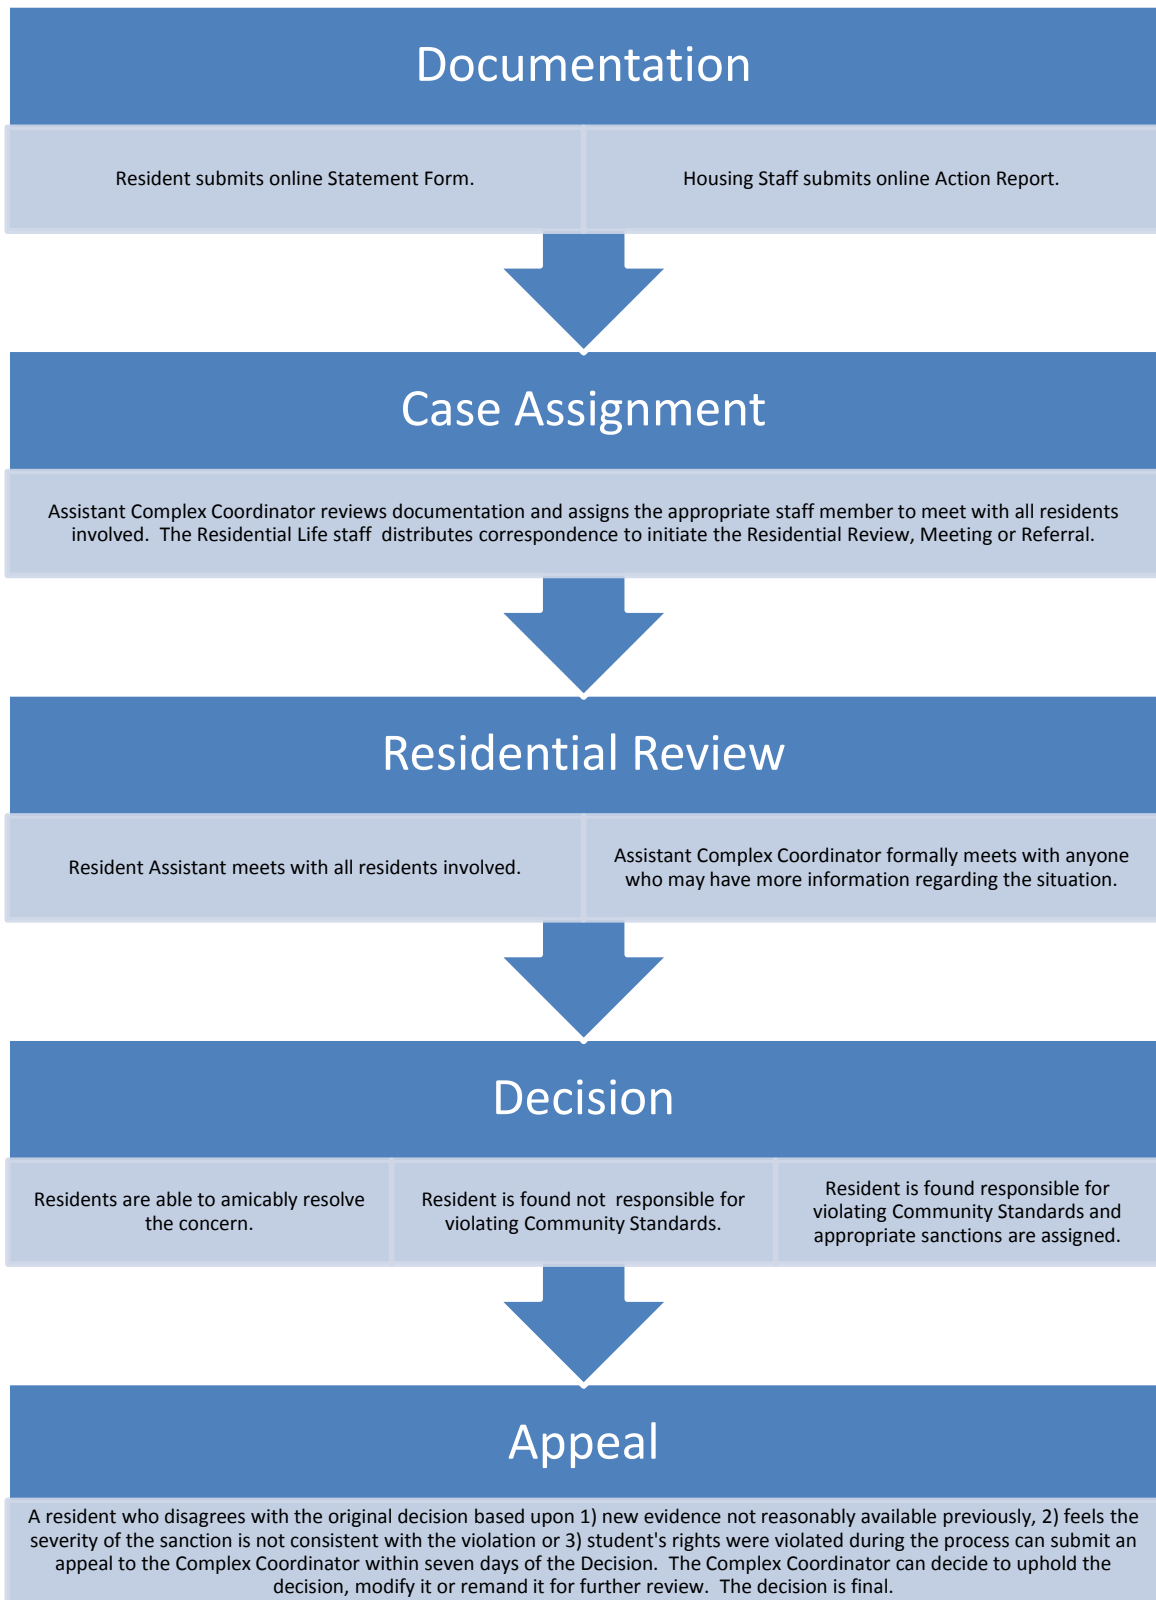 Documentation
Resident submits online Statement Form.
Housing Staff submits online Action Report.
Case Assignment
Assistant Complex Coordinator reviews documentation and assigns the appropriate staff member to meet with all residents
involved.  The Residential Life staff  distributes correspondence to initiate the Residential Review, Meeting or Referral.
Residential Review
Resident Assistant meets with all residents involved.
Assistant Complex Coordinator formally meets with anyone
who may have more information regarding the situation.
Decision
Residents are able to amicably resolve
the concern.
Resident is found not  responsible for
violating Community Standards.
Resident is found responsible for
violating Community Standards and
appropriate sanctions are assigned.
Appeal
A resident who disagrees with the original decision based upon 1) new evidence not reasonably available previously, 2) feels the
severity of the sanction is not consistent with the violation or 3) student's rights were violated during the process can submit an
appeal to the Complex Coordinator within seven days of the Decision.  The Complex Coordinator can decide to uphold the
decision, modify it or remand it for further review.  The decision is final.